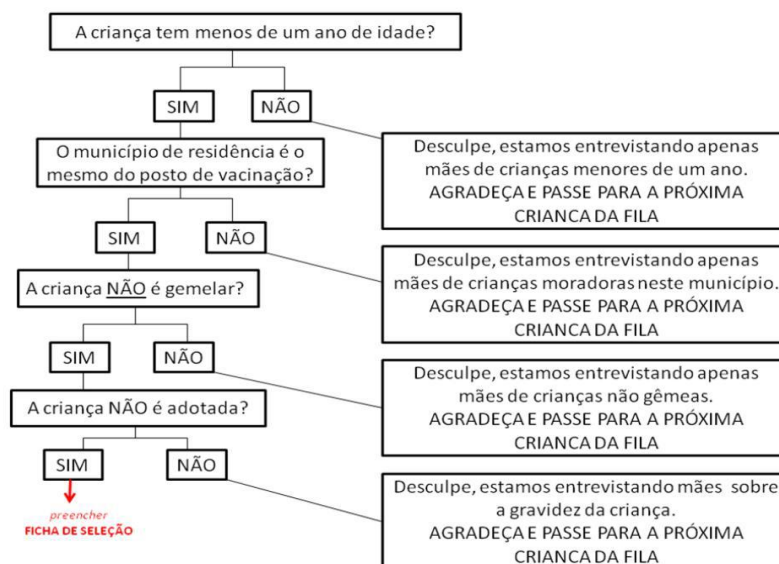 A criança tem menos de um ano de idade?
SIM
NÃO
Desculpe, estamos entrevistando apenas
mães de crianças menores de um ano.
AGRADEÇA E PASSE PARA A PRÓXIMA
CRIANCA DA FILA
O município de residência é o
mesmo do posto de vacinação?
SIM
NÃO
Desculpe, estamos entrevistando apenas
mães de crianças moradoras neste município.
AGRADEÇA E PASSE PARA A PRÓXIMA
CRIANCA DA FILA
A criança NÃO é gemelar?
SIM
NÃO
Desculpe, estamos entrevistando apenas
mães de crianças não gêmeas.
AGRADEÇA E PASSE PARA A PRÓXIMA
CRIANCA DA FILA
A criança NÃO é adotada?
SIM
NÃO
Desculpe, estamos entrevistando mães sobre
a gravidez da criança.
AGRADEÇA E PASSE PARA A PRÓXIMA
CRIANCA DA FILA
preencher
FICHA DE SELEÇÃO